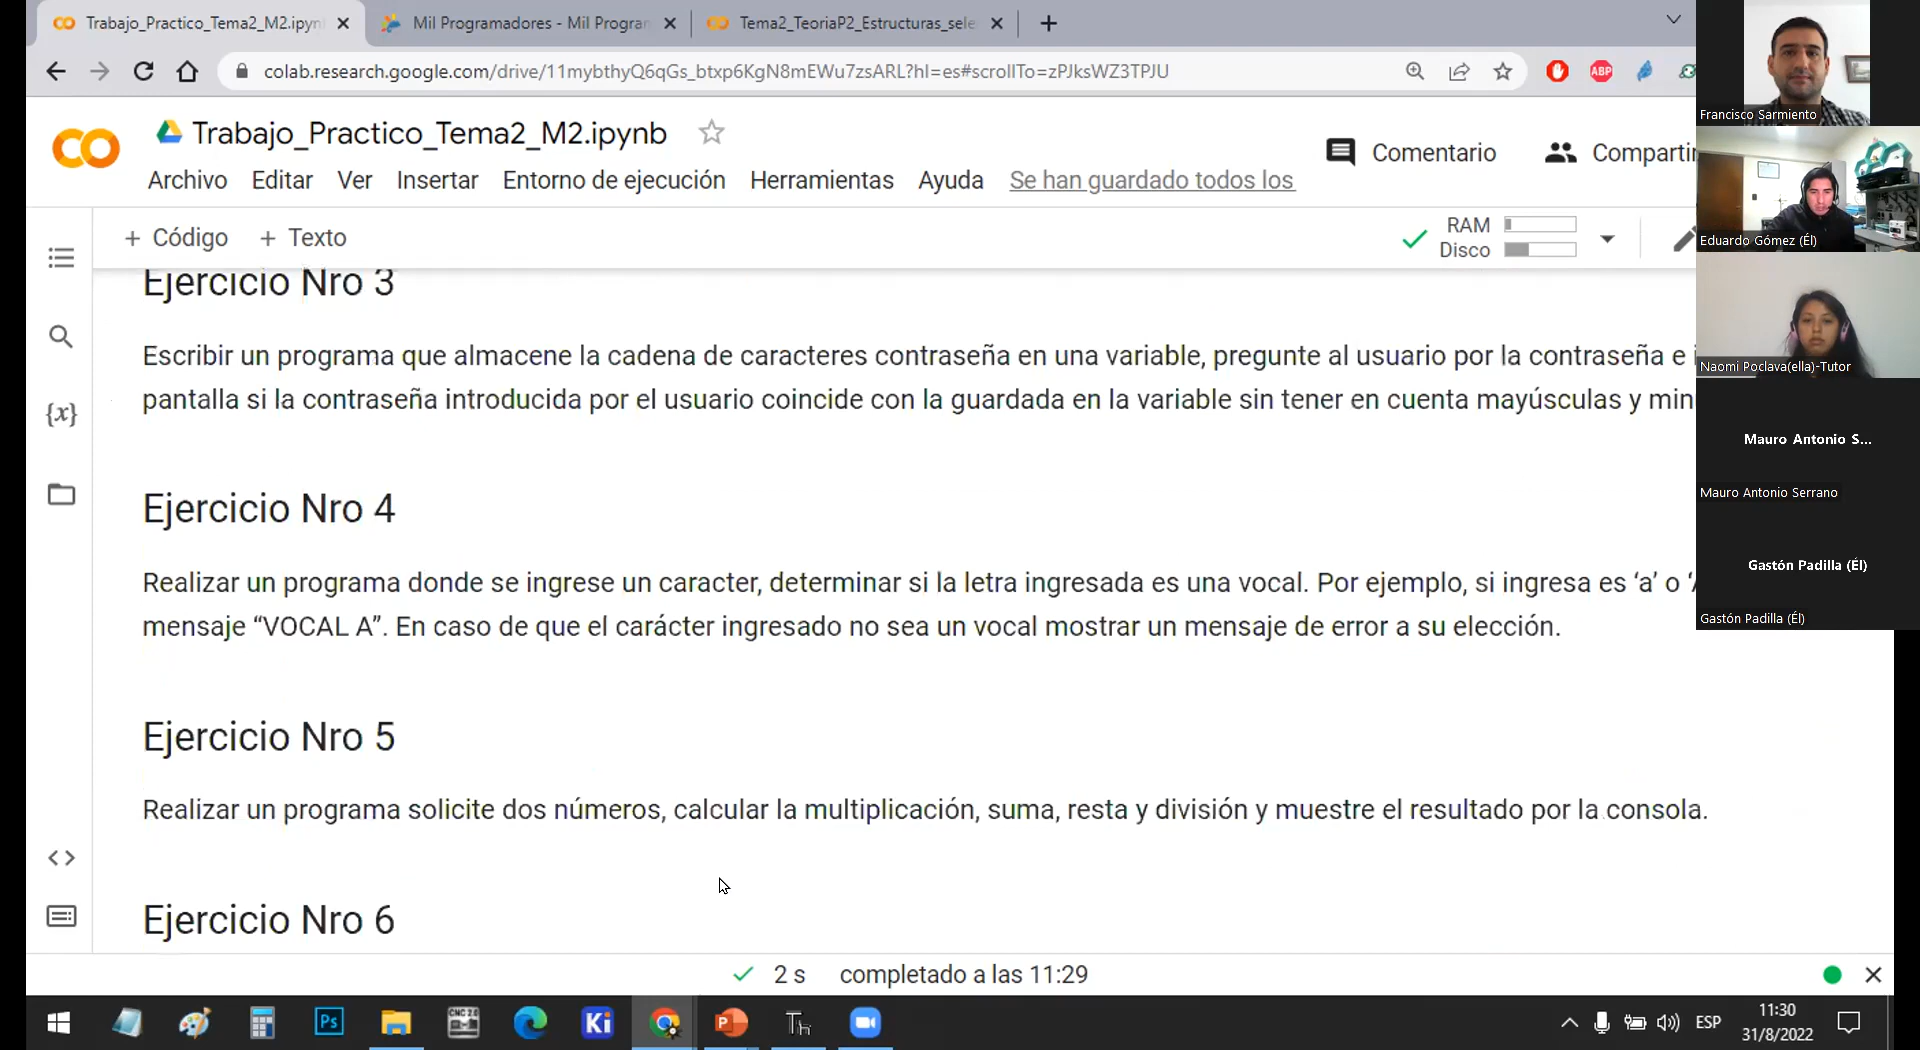 Trabajo_Practico_Tema2_M2.ipyn
Mil Programadores - Mil Progra
Tema2_TeoriaP2_Estructuras_sele
colab.research.google.com/drive/11mybthyQ6qGs_btxp6KgN8mEWu7zsARL?hl=es#scrollTo=zPJksWZ3TPJU
ABP
Trabajo_Practico_Tema2_M2.ipynb
Comentario
Compartir
Archivo Editar Ver Insertar Entorno de ejecución Herramientas Ayuda Se han guardado todos los
+ Código + Texto
RAM
Disco
Ejercicio Nro 3
Escribir un programa que almacene la cadena de caracteres contraseña en una variable, pregunte al usuario por la contraseña e i
pantalla si la contraseña introducida por el usuario coincide con la guardada en la variable sin tener en cuenta mayúsculas y min
Ejercicio Nro 4
Realizar un programa donde se ingrese un caracter, determinar si la letra ingresada es una vocal. Por ejemplo, si ingresa es ‘a’ o ‘A
mensaje “VOCAL A”. En caso de que el carácter ingresado no sea un vocal mostrar un mensaje de error a su elección.
Ejercicio Nro 5
Realizar un programa solicite dos números, calcular la multiplicación, suma, resta y división y muestre el resultado por la consola.
Ejercicio Nro 6
2 s completado a las 11:29
Francisco Sarmiento
Eduardo Gómez (Él)
Naomi Poclava(ella)-Tutor
Mauro Antonio S...
Mauro Antonio Serrano
Gastón Padilla (Él)
Gastón Padilla (Él)
Ps
CNC 2.0
Ki
P
Th
ESP
11:30
31/8/2022